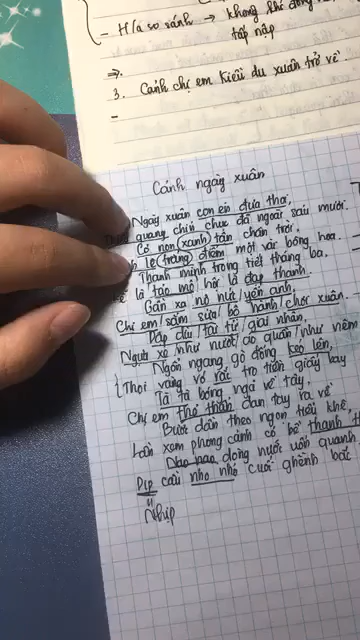 - H/a so sánh → không khí đông
tấp nập
⇒.
3. Cảnh chị em Kiều du xuân trở về.
-
Cảnh ngày xuân
Ngày xuân con én đưa thoi,
quang chín chục đã ngoài sáu mươi.
Cỏ non (xanh) tận chân trời,
lê (trắng) điểm một vài bông hoa.
Thanh minh trong tiết tháng ba,
là tảo mộ hội là đạp thanh.
Gần xa nô nức/yến anh,
Chị em/sắm sửa/bộ hành/chơi xuân.
Dập dìu/tài tử/giai nhân,
Ngựa xe như nước/áo quần/như nêm
Ngổn ngang gò đống kéo lên,
Thoi vàng vó rắc tro tiền giấy bay
Tà tà bóng ngả về tây,
Chị em thơ thẩn dan tay ra về
Bước dần theo ngọn tiểu khê,
Lần xem phong cảnh có bề thanh
Nao nao dòng nước uốn quanh
Dịp cầu nho nhỏ cuối ghềnh bắc
"
Nhịp